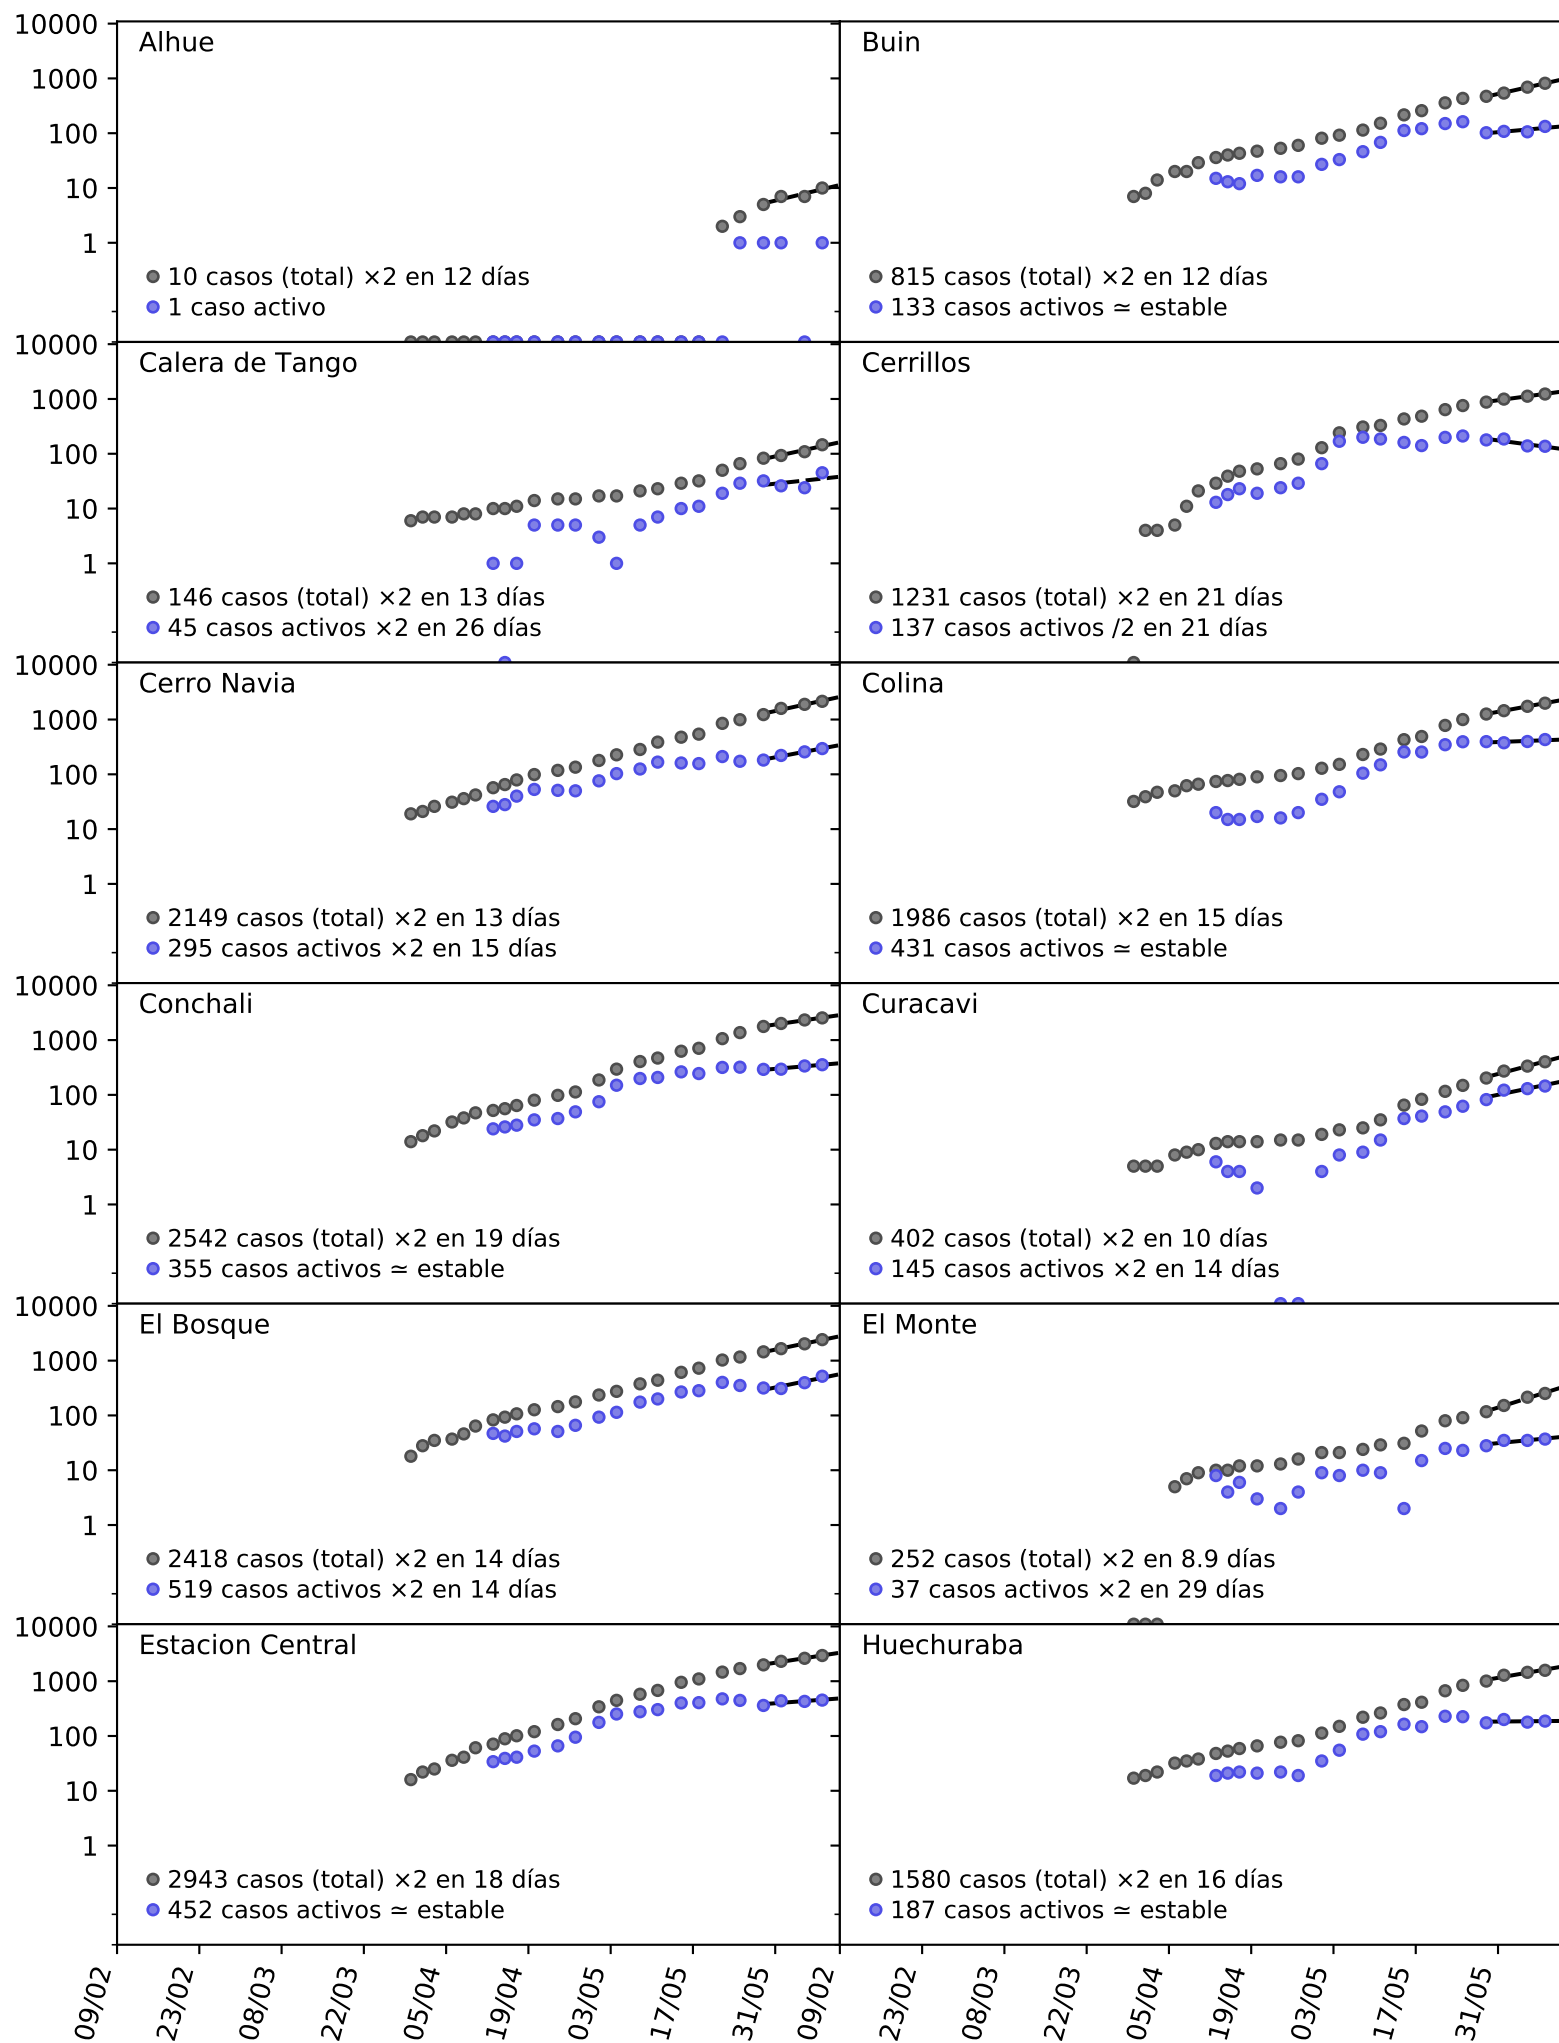 10000
1000
100
10
1
Alhue
10 casos (total) ×2 en 12 días
1 caso activo
Buin
815 casos (total) ×2 en 12 días
133 casos activos ≃ estable
10000
1000
100
10
1
Calera de Tango
146 casos (total) ×2 en 13 días
45 casos activos ×2 en 26 días
Cerrillos
1231 casos (total) ×2 en 21 días
137 casos activos /2 en 21 días
10000
1000
100
10
1
Cerro Navia
2149 casos (total) ×2 en 13 días
295 casos activos ×2 en 15 días
Colina
1986 casos (total) ×2 en 15 días
431 casos activos ≃ estable
10000
1000
100
10
1
Conchali
2542 casos (total) ×2 en 19 días
355 casos activos ≃ estable
Curacavi
402 casos (total) ×2 en 10 días
145 casos activos ×2 en 14 días
10000
1000
100
10
1
El Bosque
2418 casos (total) ×2 en 14 días
519 casos activos ×2 en 14 días
El Monte
252 casos (total) ×2 en 8.9 días
37 casos activos ×2 en 29 días
10000
1000
100
10
1
Estacion Central
2943 casos (total) ×2 en 18 días
452 casos activos ≃ estable
Huechuraba
1580 casos (total) ×2 en 16 días
187 casos activos ≃ estable
09/02
23/02
08/03
22/03
05/04
19/04
03/05
17/05
31/05
09/02
23/02
08/03
22/03
05/04
19/04
03/05
17/05
31/05